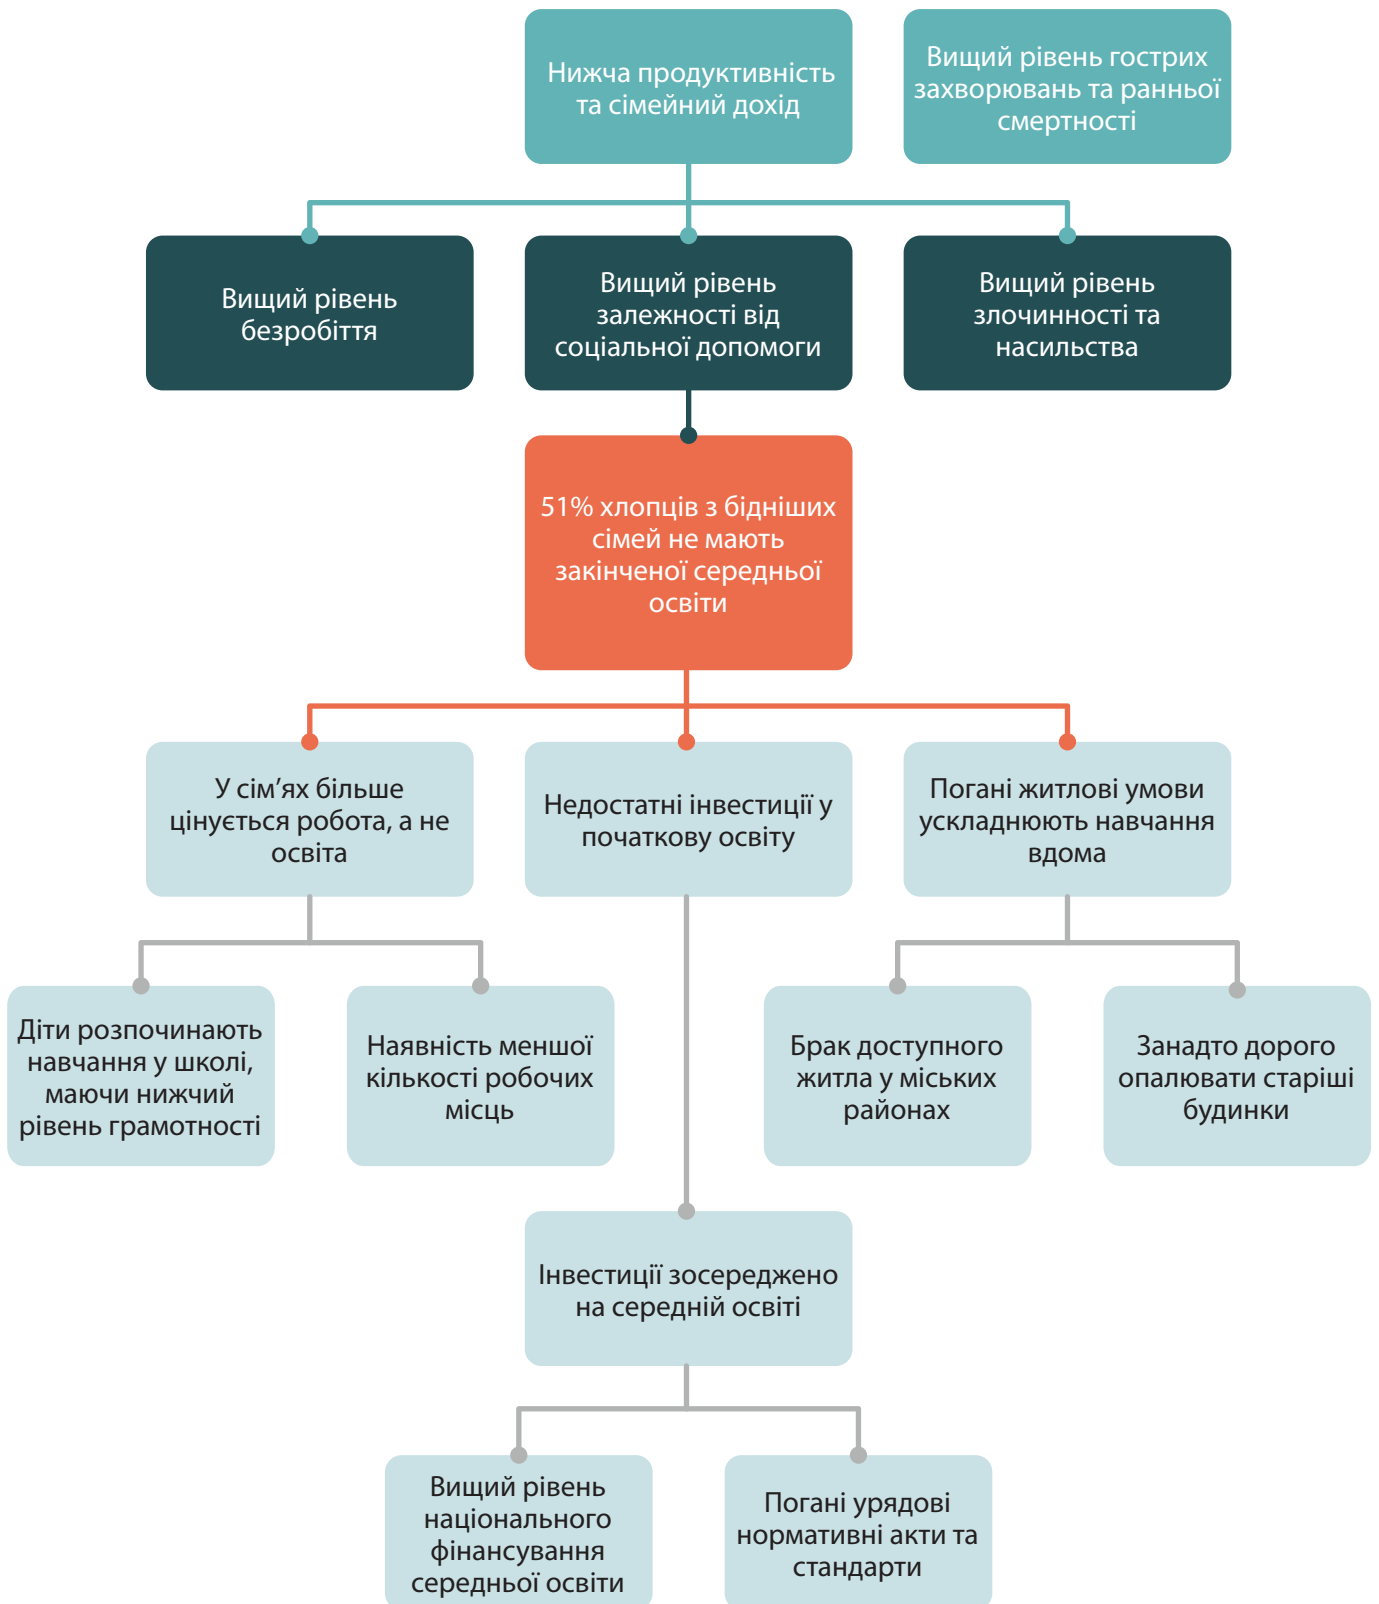 Нижча продуктивність
та сімейний дохід
Вищий рівень гострих
захворювань та ранньої
смертності
Вищий рівень
безробіття
Вищий рівень
залежності від
соціальної допомоги
Вищий рівень
злочинності та
насильства
51% хлопців з бідніших
сімей не мають
закінченої середньої
освіти
У сім’ях більше
цінується робота, а не
освіта
Недостатні інвестиції у
початкову освіту
Погані житлові умови
ускладнюють навчання
вдома
Діти розпочинають
навчання у школі,
маючи нижчий
рівень грамотності
Наявність меншої
кількості робочих
місць
Брак доступного
житла у міських
районах
Занадто дорого
опалювати старіші
будинки
Інвестиції зосереджено
на середній освіті
Вищий рівень
національного
фінансування
середньої освіти
Погані урядові
нормативні акти та
стандарти